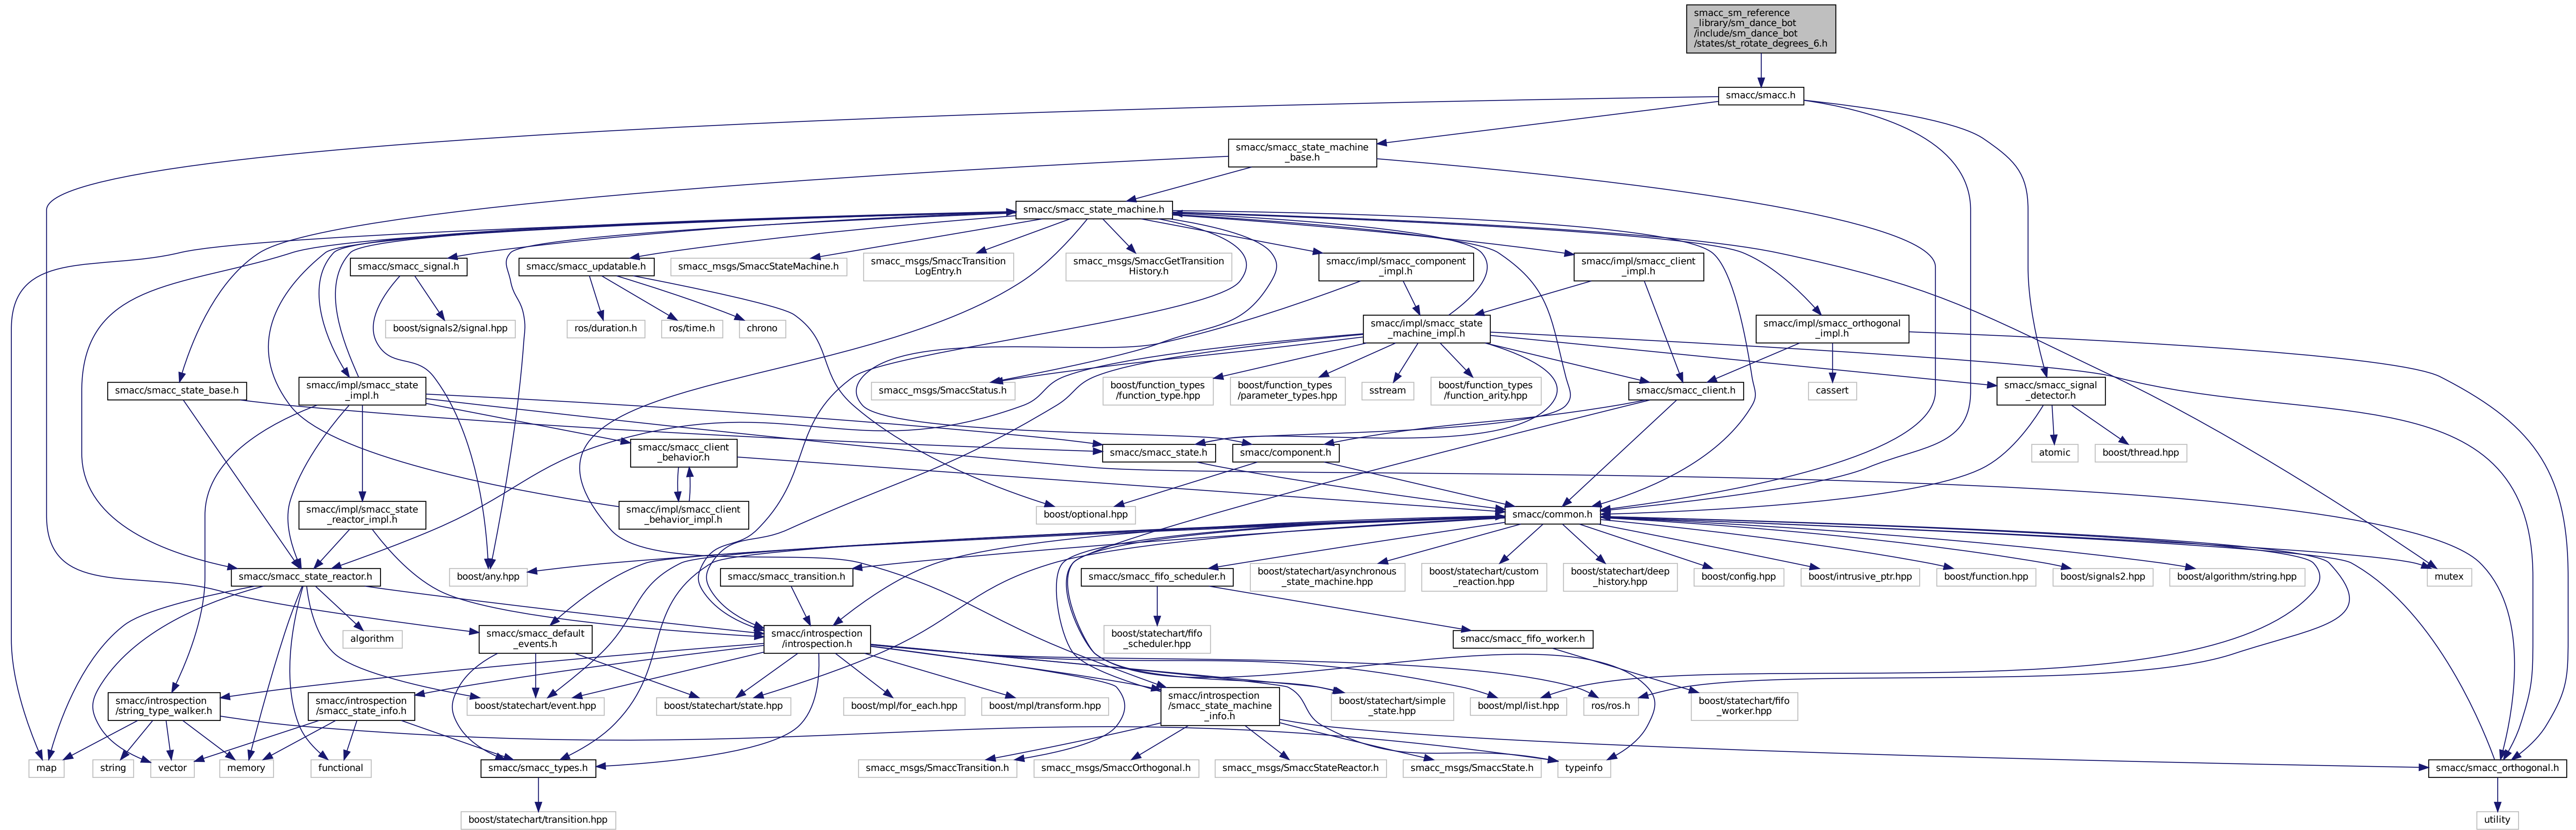 smacc_sm_reference
_library/sm_dance_bot
/include/sm_dance_bot
/states/st_rotate_degrees_6.h
smacc/smacc.h
smacc/smacc_state_machine
_base.h
smacc/smacc_state_machine.h
smacc/smacc_signal.h
smacc/smacc_updatable.h
smacc_msgs/SmaccStateMachine.h
smacc_msgs/SmaccTransition
LogEntry.h
smacc_msgs/SmaccGetTransition
History.h
smacc/impl/smacc_component
_impl.h
smacc/impl/smacc_client
_impl.h
boost/signals2/signal.hpp
ros/duration.h
ros/time.h
chrono
smacc/impl/smacc_state
_machine_impl.h
smacc/impl/smacc_orthogonal
_impl.h
smacc/smacc_state_base.h
smacc/impl/smacc_state
_impl.h
smacc_msgs/SmaccStatus.h
boost/function_types
/function_type.hpp
boost/function_types
/parameter_types.hpp
sstream
boost/function_types
/function_arity.hpp
smacc/smacc_client.h
cassert
smacc/smacc_signal
_detector.h
smacc/smacc_client
_behavior.h
smacc/smacc_state.h
smacc/component.h
atomic
boost/thread.hpp
smacc/impl/smacc_state
_reactor_impl.h
smacc/impl/smacc_client
_behavior_impl.h
boost/optional.hpp
smacc/common.h
smacc/smacc_state_reactor.h
boost/any.hpp
smacc/smacc_transition.h
smacc/smacc_fifo_scheduler.h
boost/statechart/asynchronous
_state_machine.hpp
boost/statechart/custom
_reaction.hpp
boost/statechart/deep
_history.hpp
boost/config.hpp
boost/intrusive_ptr.hpp
boost/function.hpp
boost/signals2.hpp
boost/algorithm/string.hpp
mutex
algorithm
smacc/smacc_default
_events.h
smacc/introspection
/introspection.h
boost/statechart/fifo
_scheduler.hpp
smacc/smacc_fifo_worker.h
smacc/introspection
/string_type_walker.h
smacc/introspection
/smacc_state_info.h
boost/statechart/event.hpp
boost/statechart/state.hpp
boost/mpl/for_each.hpp
boost/mpl/transform.hpp
smacc/introspection
/smacc_state_machine
_info.h
boost/statechart/simple
_state.hpp
boost/mpl/list.hpp
ros/ros.h
boost/statechart/fifo
_worker.hpp
map
string
vector
memory
functional
smacc/smacc_types.h
smacc_msgs/SmaccTransition.h
smacc_msgs/SmaccOrthogonal.h
smacc_msgs/SmaccStateReactor.h
smacc_msgs/SmaccState.h
typeinfo
smacc/smacc_orthogonal.h
boost/statechart/transition.hpp
utility